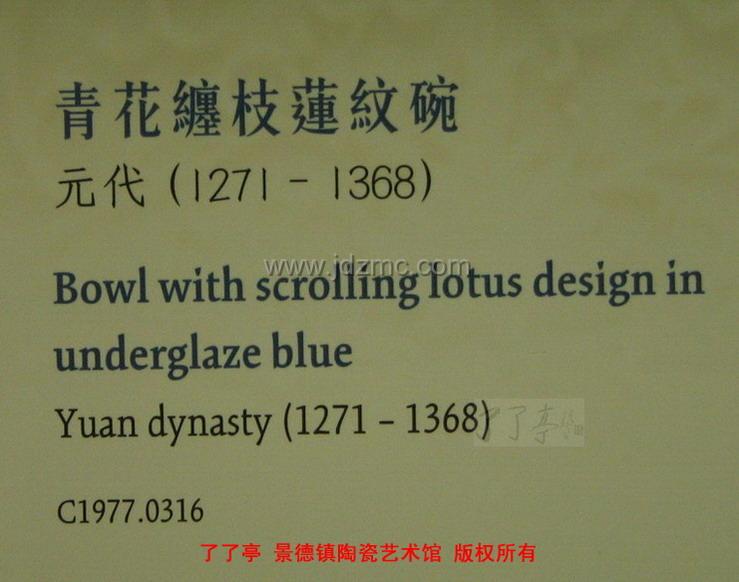 青花纏枝蓮紋碗
元代 (1271 – 1368)
www.jdzmc.com
Bowl with scrolling lotus design in
underglaze blue
Yuan dynasty (1271 – 1368)
了了亭
C1977.0316
了了亭 景德镇陶瓷艺术馆 版权所有